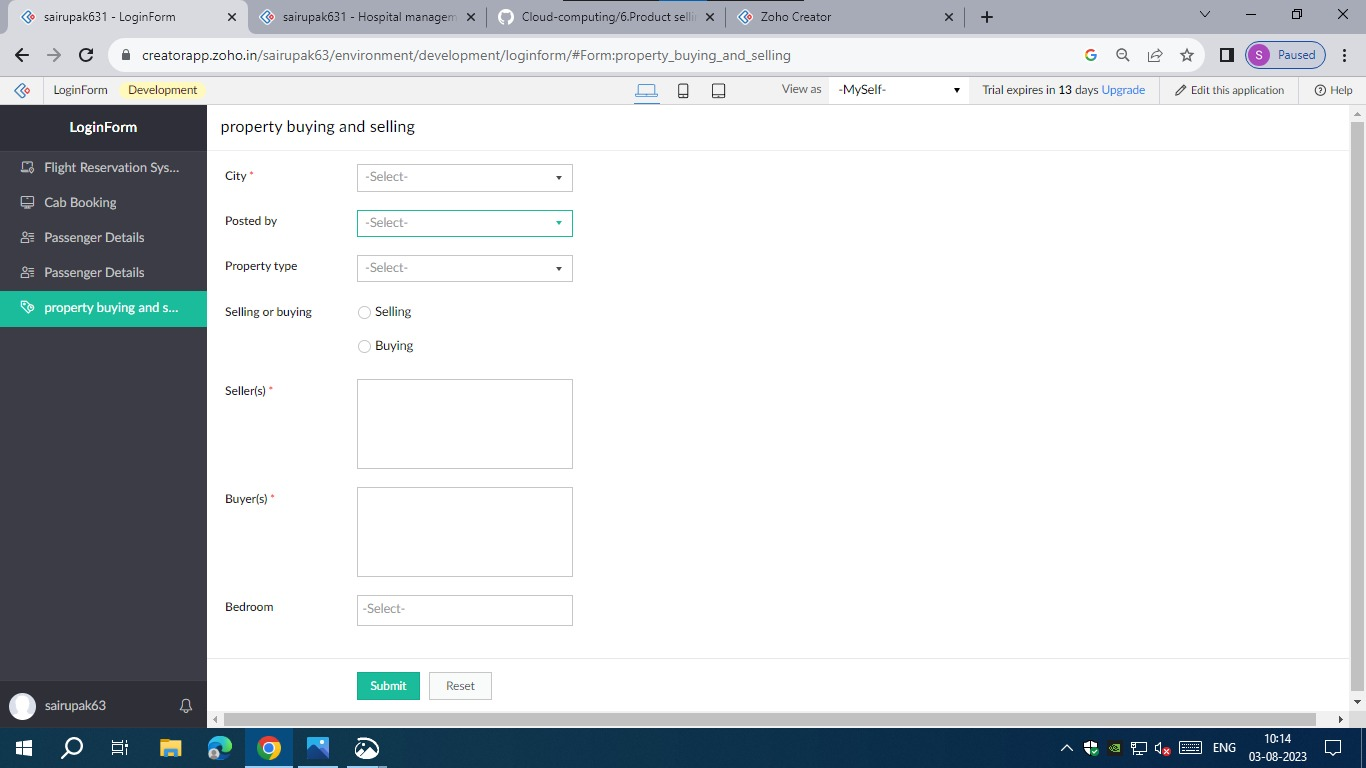 sairupak631 - LoginForm
sairupak631 - Hospital managem
Cloud-computing/6.Product selli
Zoho Creator
creatorapp.zoho.in/sairupak63/environment/development/loginform/#Form:property_buying_and_selling
S Paused
LoginForm Development View as -MySelf- Trial expires in 13 days Upgrade Edit this application Help
LoginForm
Flight Reservation Sys...
Cab Booking
Passenger Details
Passenger Details
property buying and s...
sairupak63
property buying and selling
City * -Select-
Posted by -Select-
Property type -Select-
Selling or buying Selling
Buying
Seller(s) *
Buyer(s) *
Bedroom -Select-
Submit Reset
ENG
10:14
03-08-2023